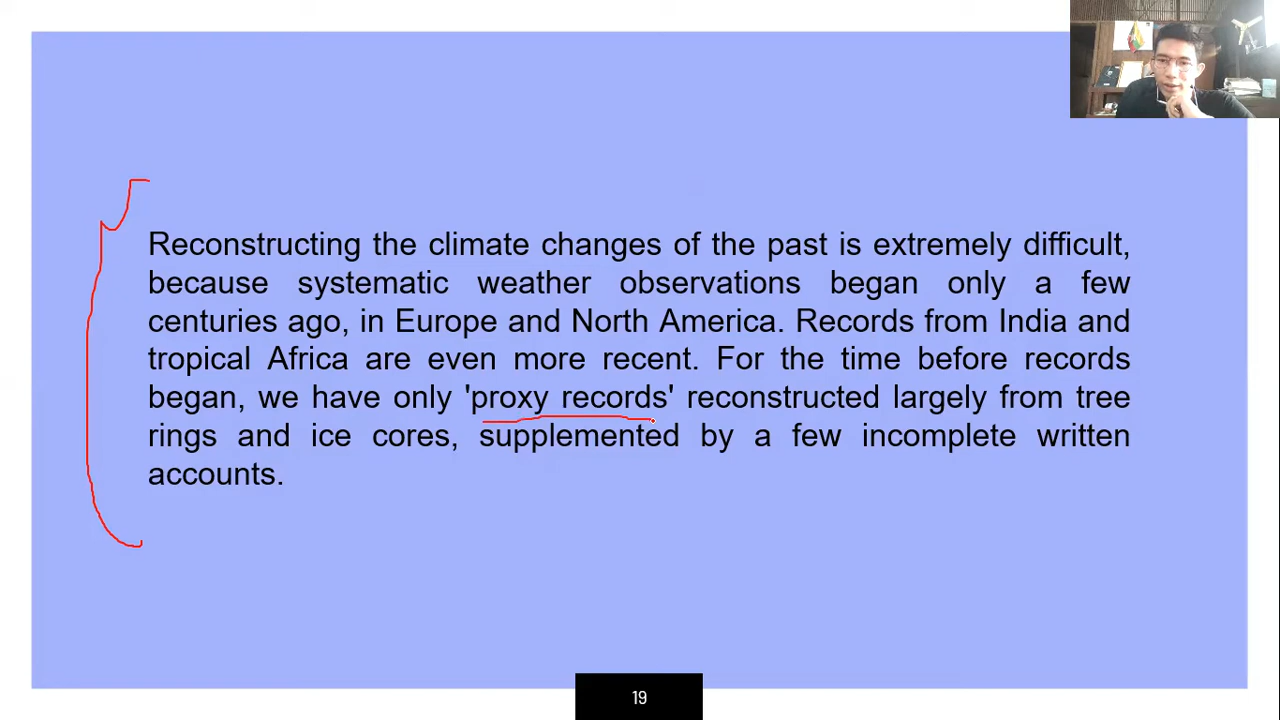 Reconstructing the climate changes of the past is extremely difficult,
because systematic weather observations began only a few
centuries ago, in Europe and North America. Records from India and
tropical Africa are even more recent. For the time before records
began, we have only 'proxy records' reconstructed largely from tree
rings and ice cores, supplemented by a few incomplete written
accounts.
19